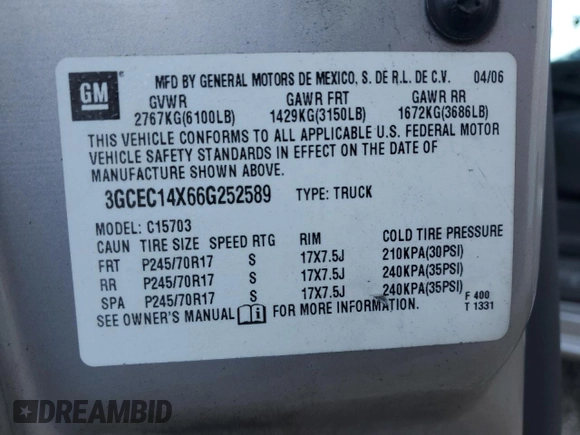 GM
MFD BY GENERAL MOTORS DE MEXICO, S. DE R.L. DE C.V. 04/06
GVWR GAWR FRT GAWR RR
2767KG(6100LB) 1429KG(3150LB) 1672KG(3686LB)
THIS VEHICLE CONFORMS TO ALL APPLICABLE U.S. FEDERAL MOTOR
VEHICLE SAFETY STANDARDS IN EFFECT ON THE DATE OF
MANUFACTURE SHOWN ABOVE.
3GCEC14X66G252589 TYPE: TRUCK
MODEL: C15703
CAUN TIRE SIZE SPEED RTG RIM COLD TIRE PRESSURE
FRT P245/70R17 S 17X7.5J 210KPA(30PSI)
RR P245/70R17 S 17X7.5J 240KPA(35PSI)
SPA P245/70R17 S 17X7.5J 240KPA(35PSI)
SEE OWNER'S MANUAL i FOR MORE INFORMATION.
F 400
T 1331
DREAMBID